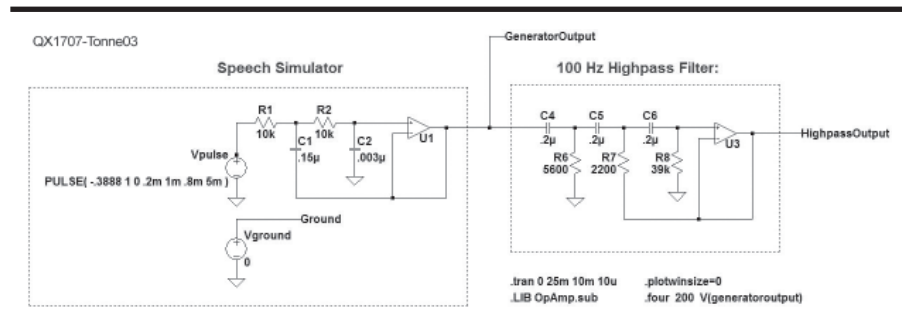 QX1707-Tonne03
GeneratorOutput
Speech Simulator
100 Hz Highpass Filter:
R1
10k
R2
10k
C1
.15µ
C2
.003µ
U1
Vpulse
PULSE( -.3888 1 0 .2m 1m .8m 5m )
Ground
Vground
0
C4
.2µ
C5
.2µ
C6
.2µ
R6
5600
R7
2200
R8
39k
U3
HighpassOutput
.tran 0 25m 10m 10u
.plotwinsize=0
.LIB OpAmp.sub
.four 200 V(generatoroutput)